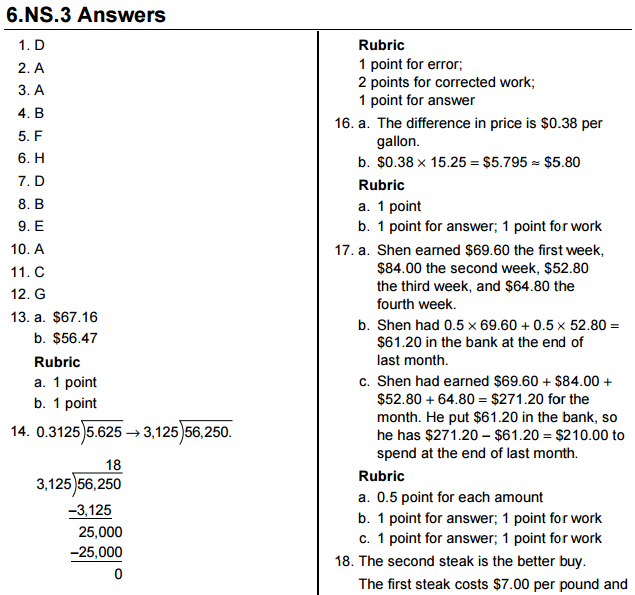 6.NS.3 Answers
1. D
2. A
3. A
4. B
5. F
6. H
7. D
8. B
9. E
10. A
11. C
12. G
13. a. $67.16
b. $56.47
Rubric
a. 1 point
b. 1 point
14. 0.3125)5.625 → 3,125)56,250.
18
3,125)56,250
−3,125
25,000
−25,000
0
Rubric
1 point for error;
2 points for corrected work;
1 point for answer
16. a. The difference in price is $0.38 per
gallon.
b. $0.38 × 15.25 = $5.795 ≈ $5.80
Rubric
a. 1 point
b. 1 point for answer; 1 point for work
17. a. Shen earned $69.60 the first week,
$84.00 the second week, $52.80
the third week, and $64.80 the
fourth week.
b. Shen had 0.5 × 69.60 + 0.5 × 52.80 =
$61.20 in the bank at the end of
last month.
c. Shen had earned $69.60 + $84.00 +
$52.80 + 64.80 = $271.20 for the
month. He put $61.20 in the bank, so
he has $271.20 − $61.20 = $210.00 to
spend at the end of last month.
Rubric
a. 0.5 point for each amount
b. 1 point for answer; 1 point for work
c. 1 point for answer; 1 point for work
18. The second steak is the better buy.
The first steak costs $7.00 per pound and